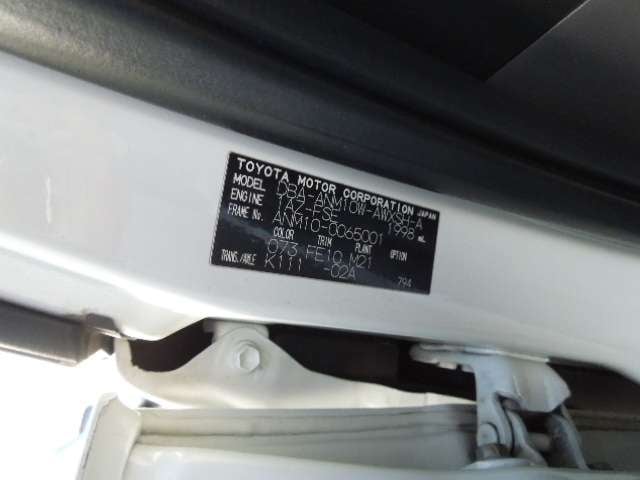 TOYOTA MOTOR CORPORATION JAPAN
MODEL DBA-ANM10W-AWXSH-A
ENGINE 1AZ-FSE 1998 mL
FRAME No. ANM10-0065001
COLOR TRIM PLANT OPTION
073 FE10 M21
TRANS./AXLE K111 -02A 794